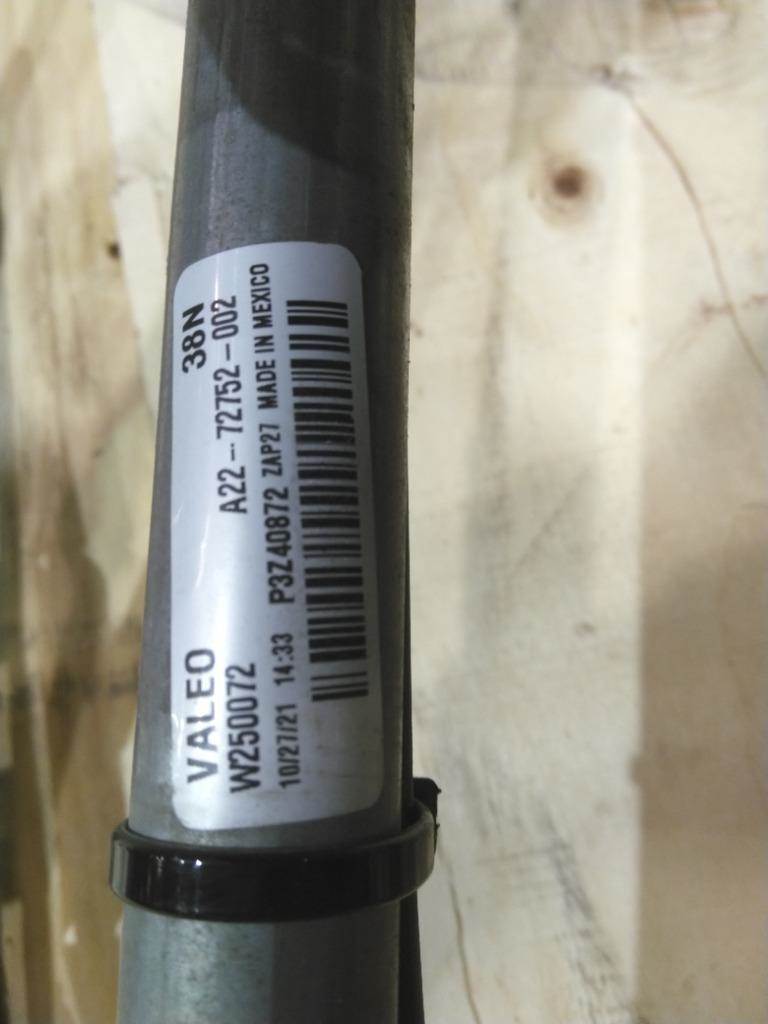 VALEO 38N
W250072 A22-72752-002
10/27/21 14:33 P3Z40872 ZAP27 MADE IN MEXICO